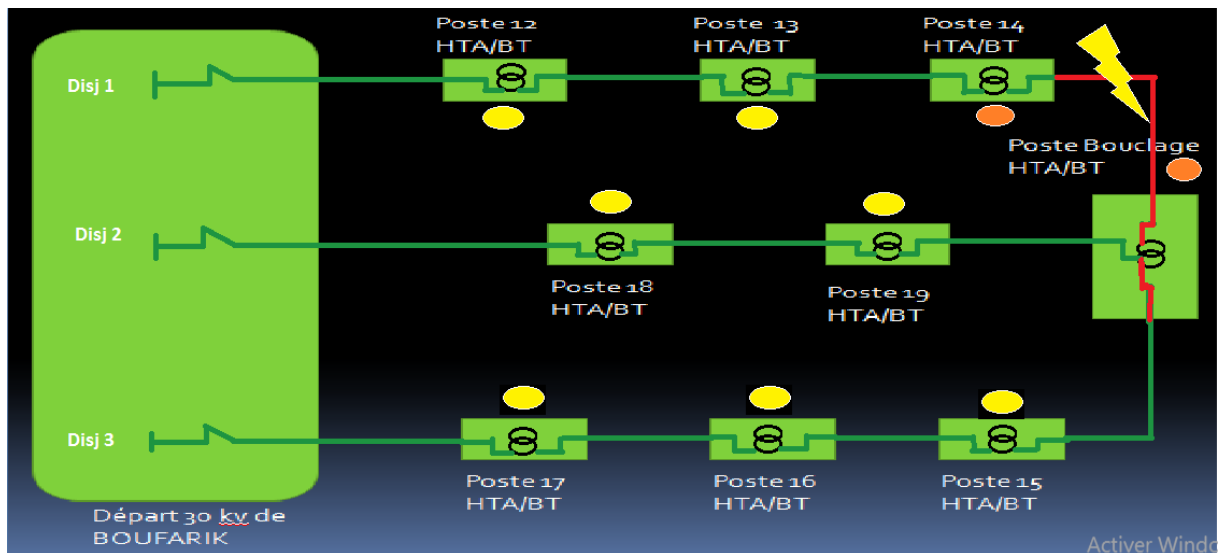 Poste 12
HTA/BT
Poste 13
HTA/BT
Poste 14
HTA/BT
Disj 1
Poste Bouclage
HTA/BT
Disj 2
Poste 18
HTA/BT
Poste 19
HTA/BT
Disj 3
Poste 17
HTA/BT
Poste 16
HTA/BT
Poste 15
HTA/BT
Départ 30 kv de
BOUFARIK
Activer Windo